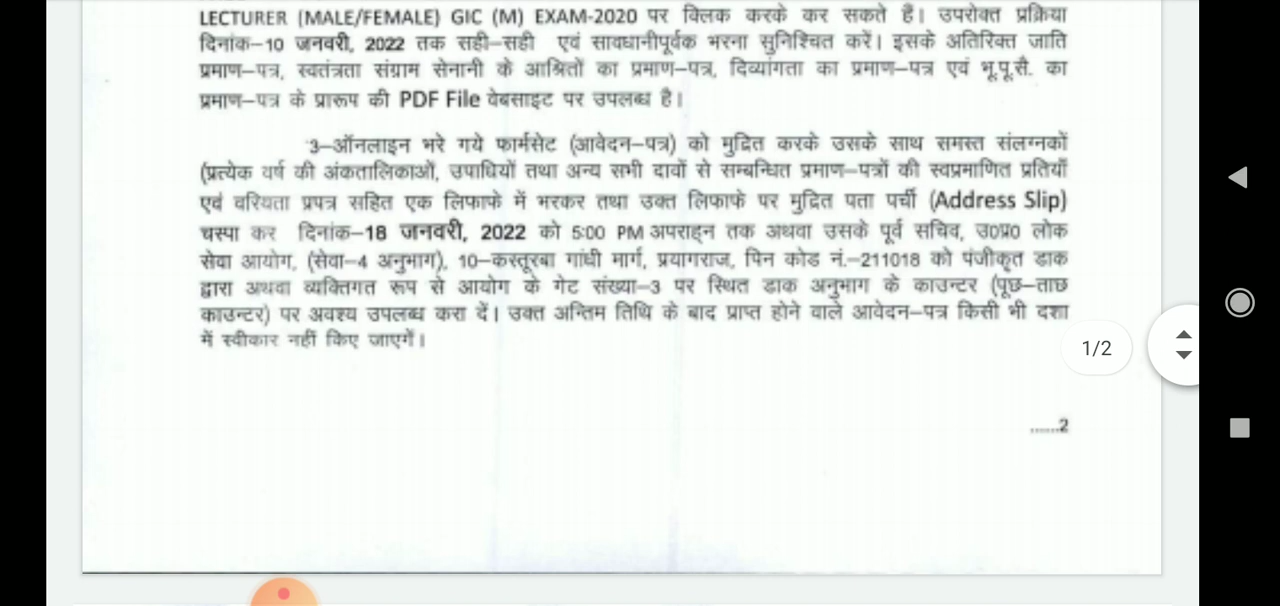 LECTURER (MALE/FEMALE) GIC (M) EXAM-2020 पर क्लिक करके कर सकते हैं। उपरोक्त प्रक्रिया
दिनांक–10 जनवरी, 2022 तक सही–सही एवं सावधानीपूर्वक भरना सुनिश्चित करें। इसके अतिरिक्त जाति
प्रमाण–पत्र, स्वतंत्रता संग्राम सेनानी के आश्रितों का प्रमाण–पत्र, दिव्यांगता का प्रमाण–पत्र एवं भू.पू.सै. का
प्रमाण–पत्र के प्रारूप की PDF File वेबसाइट पर उपलब्ध है।
3–ऑनलाइन भरे गये फार्मसेट (आवेदन–पत्र) को मुद्रित करके उसके साथ समस्त संलग्नकों
(प्रत्येक वर्ष की अंकतालिकाओं, उपाधियों तथा अन्य सभी दावों से सम्बन्धित प्रमाण–पत्रों की स्वप्रमाणित प्रतियाँ
एवं वरियता प्रपत्र सहित एक लिफाफे में भरकर तथा उक्त लिफाफे पर मुद्रित पता पर्ची (Address Slip)
चस्पा कर दिनांक–18 जनवरी, 2022 को 5:00 PM अपराह्न तक अथवा उसके पूर्व सचिव, उ0प्र0 लोक
सेवा आयोग, (सेवा–4 अनुभाग), 10–कस्तूरबा गांधी मार्ग, प्रयागराज, पिन कोड नं.–211018 को पंजीकृत डाक
द्वारा अथवा व्यक्तिगत रूप से आयोग के गेट संख्या–3 पर स्थित डाक अनुभाग के काउन्टर (पूछ–ताछ
काउन्टर) पर अवश्य उपलब्ध करा दें। उक्त अन्तिम तिथि के बाद प्राप्त होने वाले आवेदन–पत्र किसी भी दशा
में स्वीकार नहीं किए जाएगें।
1/2
......2